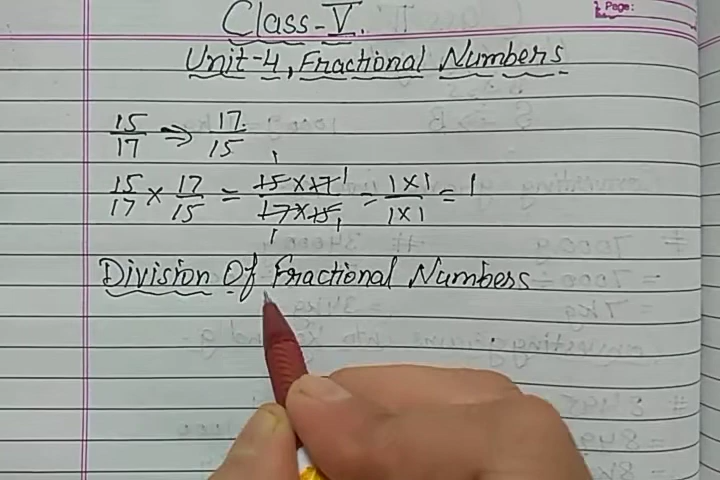 Page:
Class-V.
Unit-4, Fractional Numbers
15/17 ⇒ 17/15
15/17 × 17/15 = 15×17/17×15 = 1×1/1×1 = 1
Division Of Fractional Numbers